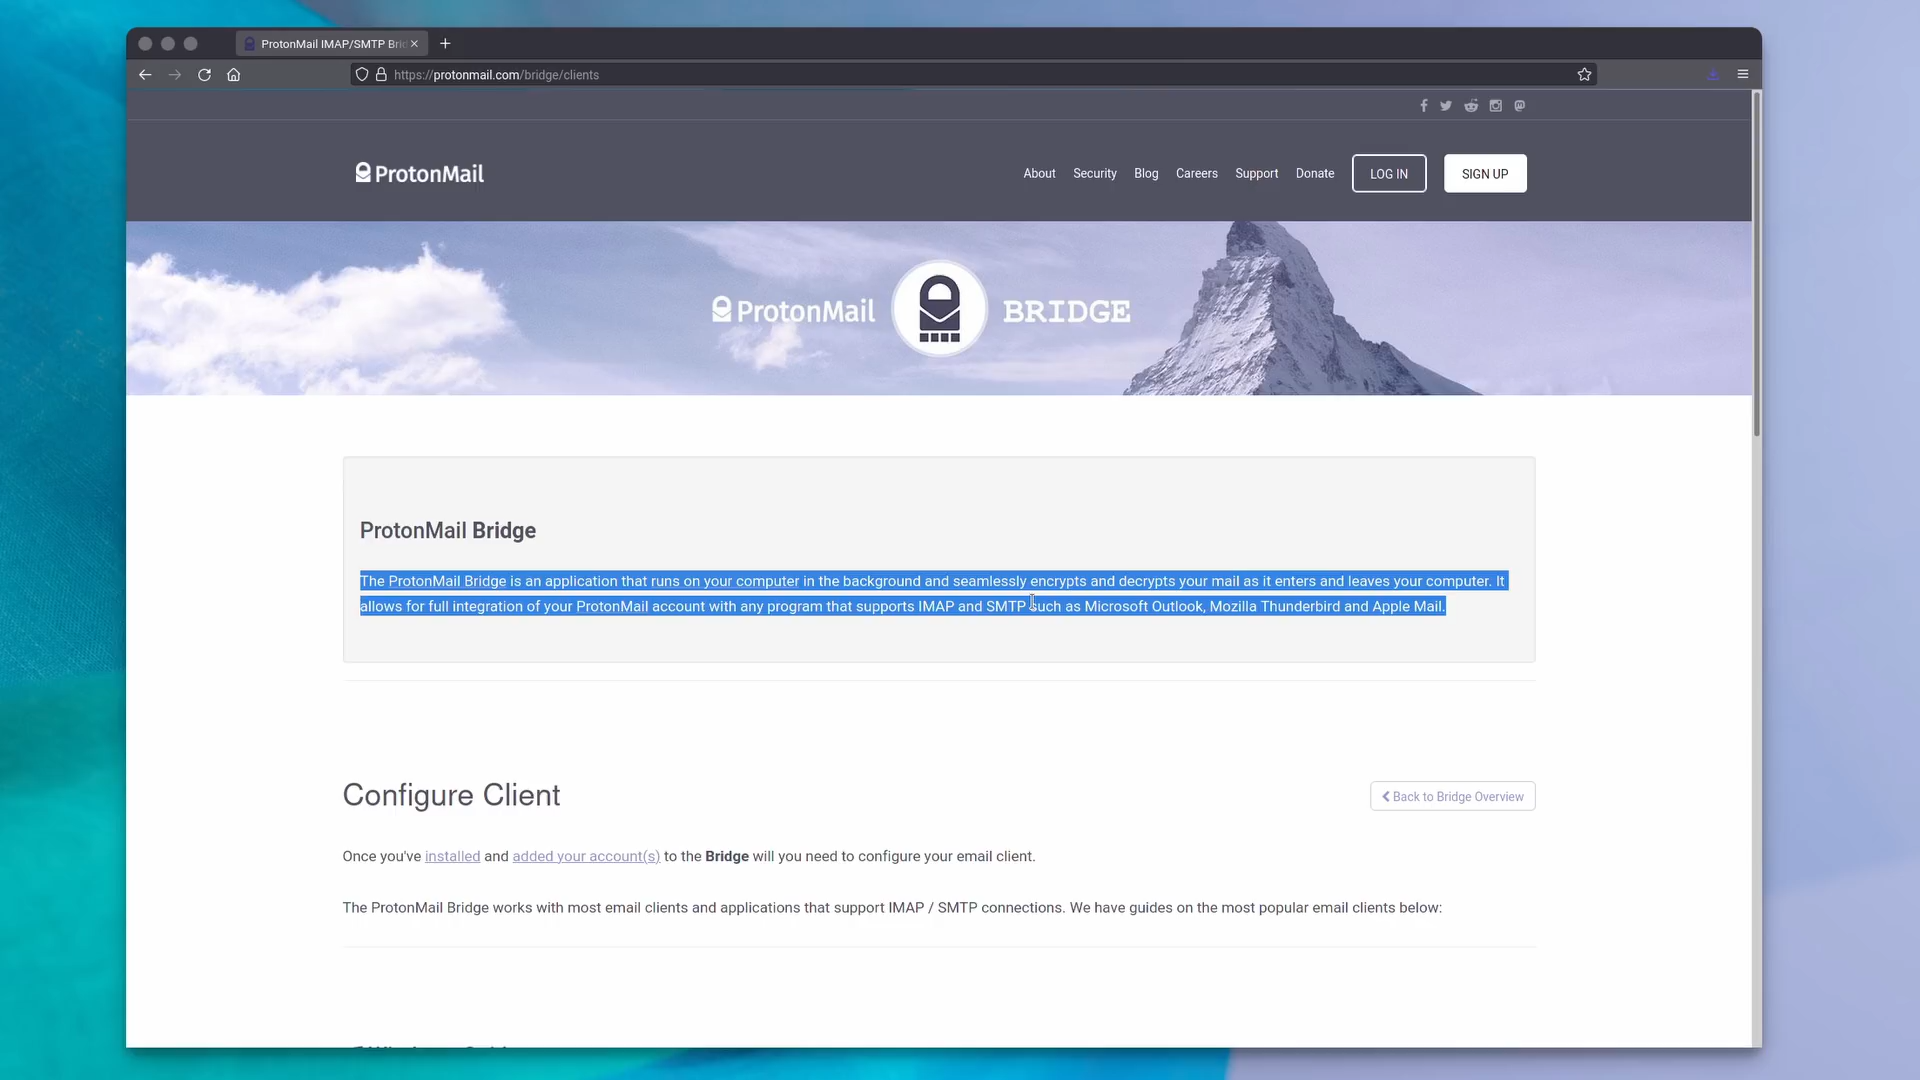 ProtonMail IMAP/SMTP Bri
https://protonmail.com/bridge/clients
ProtonMail
About Security Blog Careers Support Donate LOG IN SIGN UP
ProtonMail BRIDGE
ProtonMail Bridge
The ProtonMail Bridge is an application that runs on your computer in the background and seamlessly encrypts and decrypts your mail as it enters and leaves your computer. It
allows for full integration of your ProtonMail account with any program that supports IMAP and SMTP such as Microsoft Outlook, Mozilla Thunderbird and Apple Mail.
Configure Client
Back to Bridge Overview
Once you've installed and added your account(s) to the Bridge will you need to configure your email client.
The ProtonMail Bridge works with most email clients and applications that support IMAP / SMTP connections. We have guides on the most popular email clients below: